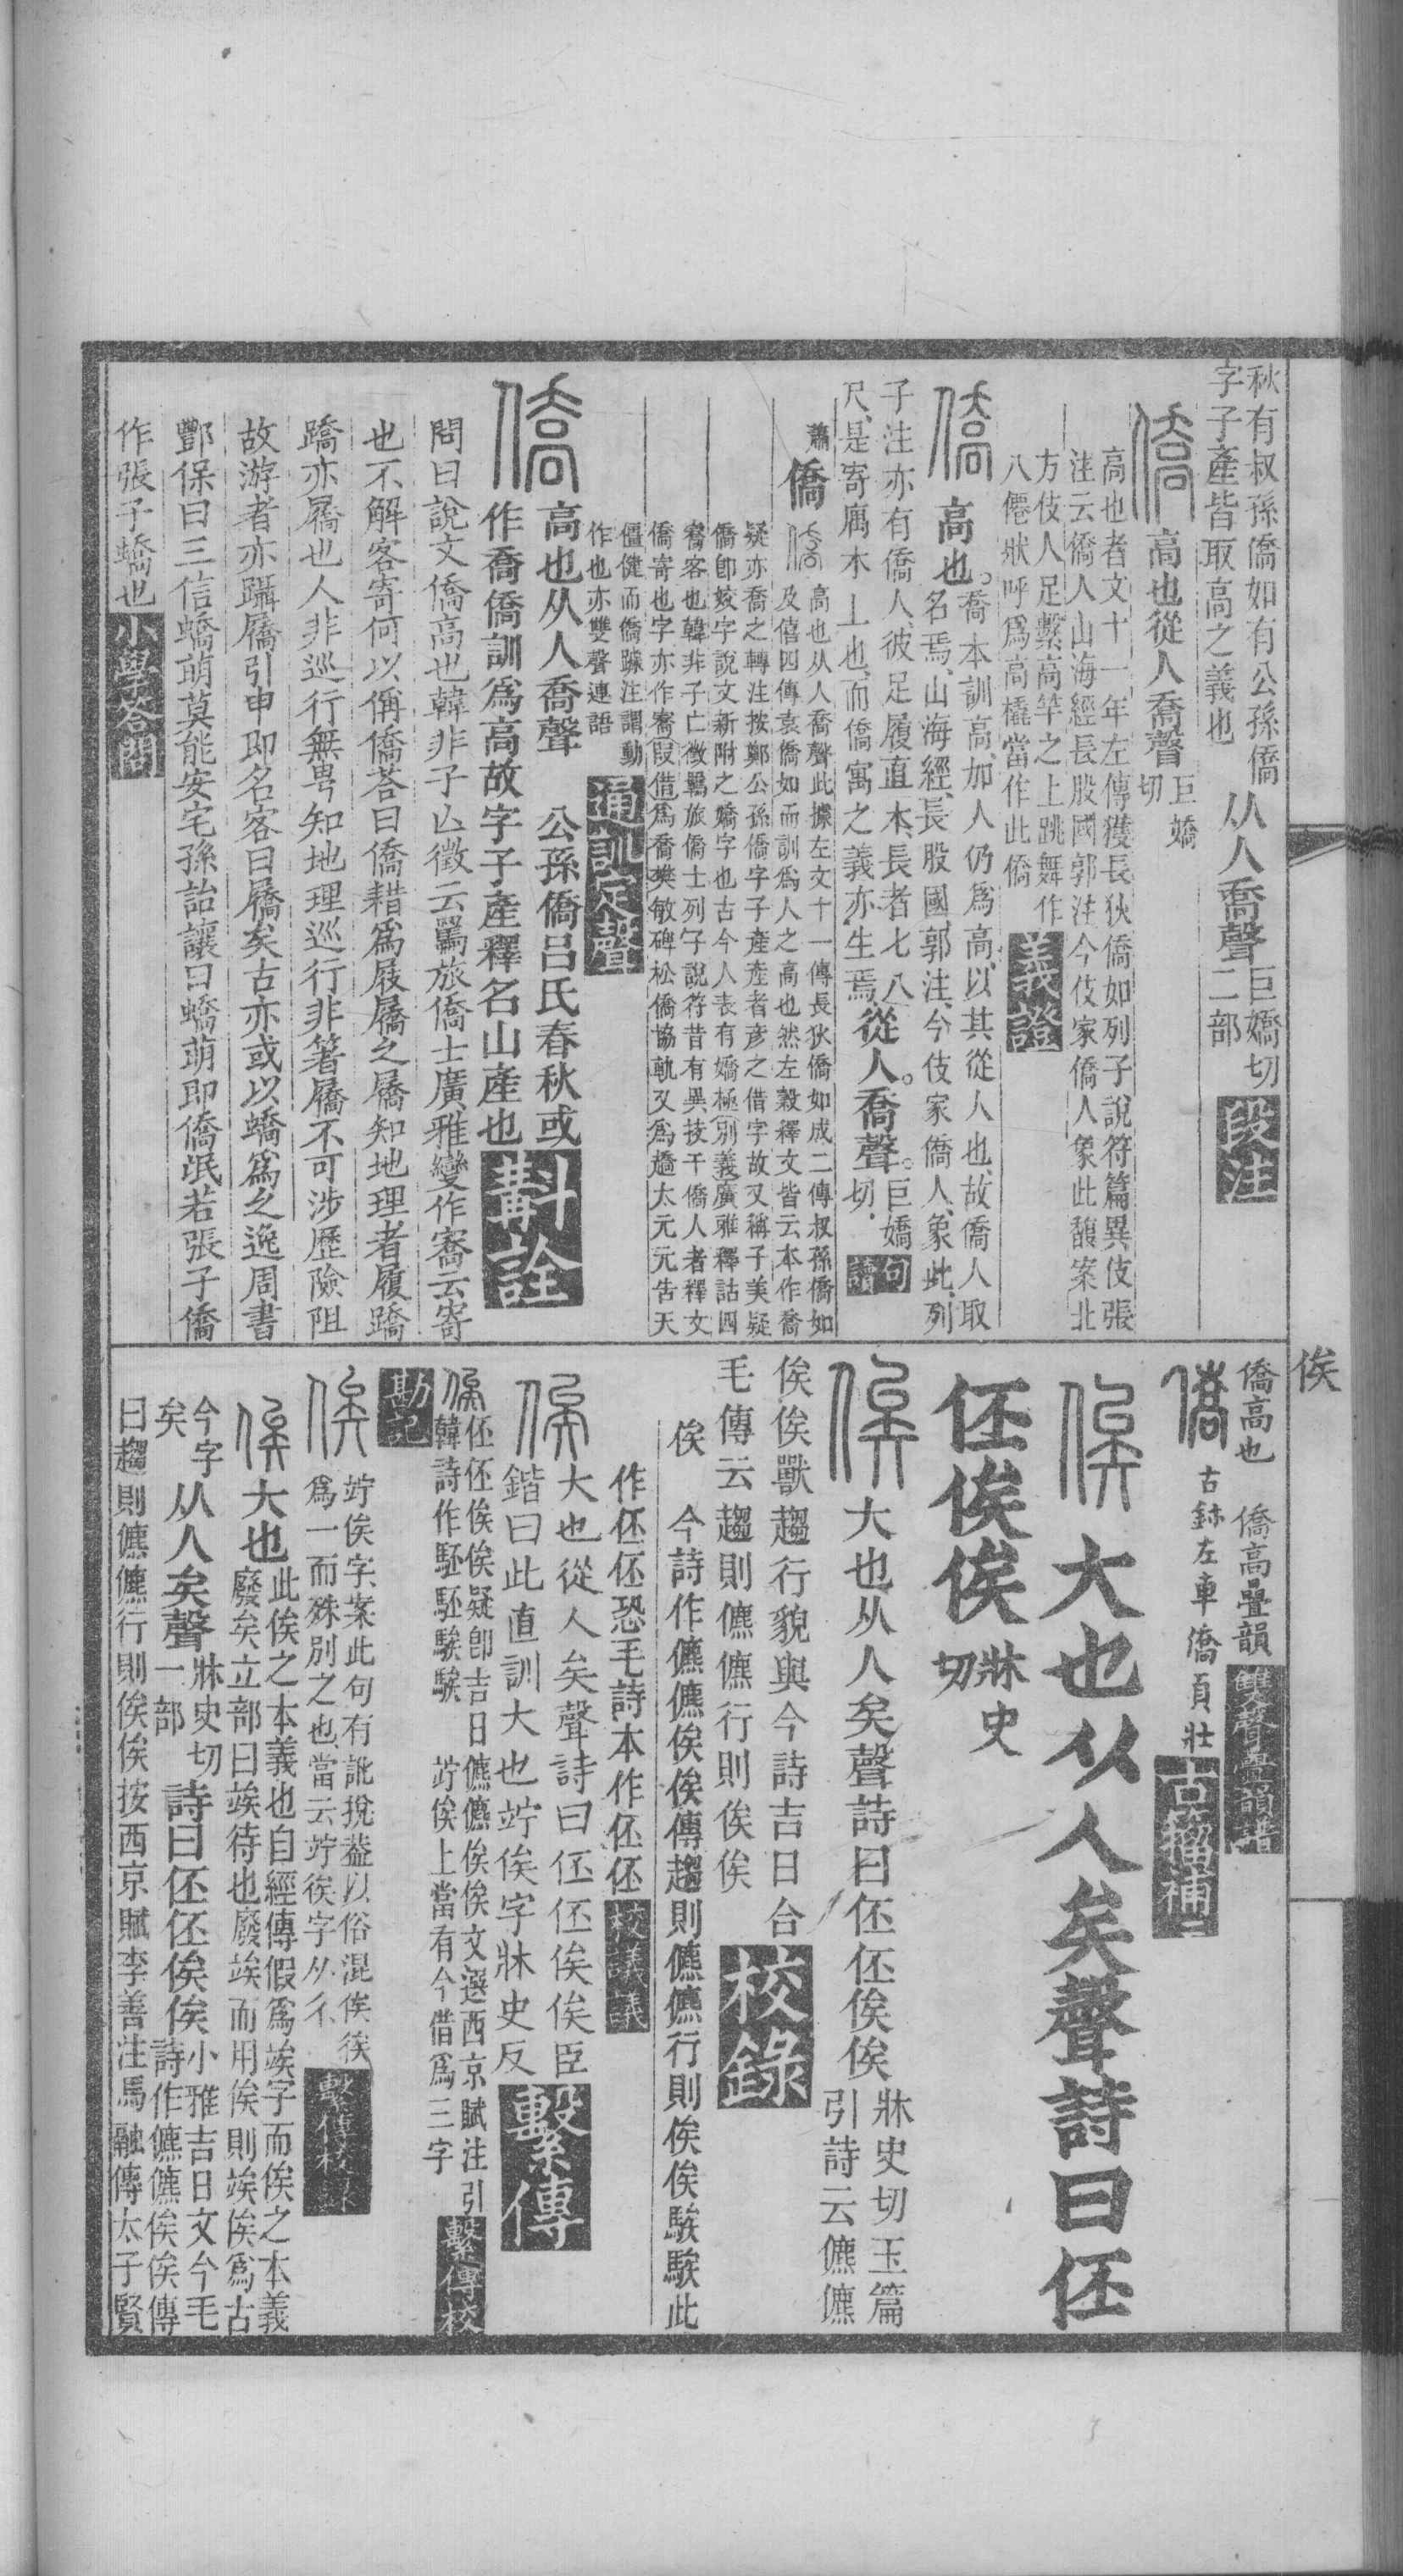 秋有叔孫僑如有公孫僑
字子產皆取高之義也
从人喬聲
巨嬌切
二部
段注
高也從人喬聲
巨嬌
切
高也者文十一年左傳獲長狄僑如列子說符篇異伎張
注云僑人山海經長股國郭注今伎家僑人象此馥案北
方伎人足繫高竿之上跳舞作
八僊狀呼爲高橇當作此僑
義證
高也。
喬本訓高、加人仍爲高、以其從人也、故僑人取
名焉、山海經、長股國、郭注、今伎家僑人、象此、列
子注亦有僑人、彼足履直木、長者七八
尺、是寄庽木上也、而僑寓之義亦生焉、
從人。喬聲。
巨嬌
切．
句讀
蕭
僑
高也从人喬聲此據左文十一傳長狄僑如成二傳叔孫僑如
及僖四傳袁僑如而訓爲人之高也然左穀釋文皆云本作喬
疑亦喬之轉注按鄭公孫僑字子產產者彦之借字故又稱子美疑
僑卽姣字說文新附之嬌字也古今人表有嬌極別義廣雅釋詁四
㝯客也韓非子亡徵羈旅僑士列子說符昔有異技干僑人者釋文
僑寄也字亦作㝯叚借爲喬樊敏碑松僑協軌又爲趫太元元告天
僵健而僑躆注謂動
作也亦雙聲連語
通訓定聲
高也从人喬聲 公孫僑呂氏春秋或
作喬僑訓爲高故字子產釋名山產也
斠詮
問曰說文僑高也韓非子亾徵云羇旅僑士廣雅變作㝯云寄
也不解客寄何以偁僑荅曰僑耤爲屐屩之屩知地理者履蹻
蹻亦屩也人非巡行無㠯知地理巡行非箸屩不可涉歷險阻
故游者亦躡屩引申即名客曰屩矣古亦或以蟜爲之逸周書
酆保曰三信蟜萌莫能安宅孫詒讓曰蟜萌即僑氓若張子僑
作張子蟜也
小學荅問
俟
僑高也 僑高疊韻
雙聲疊韻譜
古鉨左車僑 㒵壯
古籀補
大也从人矣聲詩曰伾
伾俟俟
牀史
切
大也从人矣聲詩曰伾伾俟俟
牀史切玉篇
引詩云儦儦
俟俟獸趨行貌與今詩吉日合
毛傳云趨則儦儦行則俟俟
校錄
俟 今詩作儦儦俟俟傳趨則儦儦行則俟俟騃騃此
作伾伾恐毛詩本作伾伾
校議議
大也從人矣聲詩曰伾伾俟俟臣
鍇曰此直訓大也竚俟字牀史反
繫傳
伾伾俟俟疑卽吉日儦儦俟俟文選西京賦注引
韓詩作駓駓騃騃 竚俟上當有今借爲三字
繫傳校
勘記
竚俟字案此句有訛挩葢以俗混俟㣟
爲一而殊別之也當云竚㣟字从彳
繫傳校錄
大也
此俟之本義也自經傳假爲竢字而俟之本義
廢矣立部曰竢待也廢竢而用俟則竢俟爲古
今字
矣
从人矣聲
牀史切
一部
詩曰伾伾俟俟
小雅吉日文今毛
詩作儦儦俟俟傳
曰趨則儦儦行則俟俟按西京賦李善注馬融傳太子賢